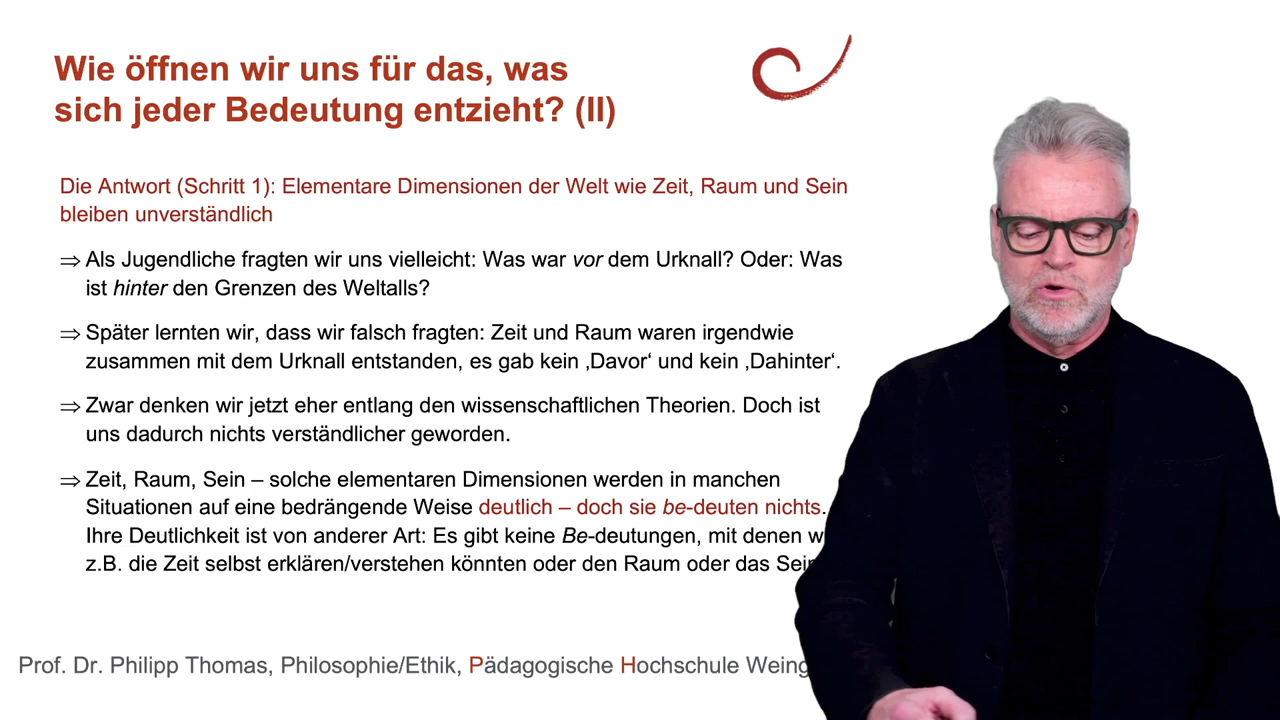 Wie öffnen wir uns für das, was
sich jeder Bedeutung entzieht? (II)
Die Antwort (Schritt 1): Elementare Dimensionen der Welt wie Zeit, Raum und Sein
bleiben unverständlich
⇒ Als Jugendliche fragten wir uns vielleicht: Was war vor dem Urknall? Oder: Was
ist hinter den Grenzen des Weltalls?
⇒ Später lernten wir, dass wir falsch fragten: Zeit und Raum waren irgendwie
zusammen mit dem Urknall entstanden, es gab kein ‚Davor‘ und kein ‚Dahinter‘.
⇒ Zwar denken wir jetzt eher entlang den wissenschaftlichen Theorien. Doch ist
uns dadurch nichts verständlicher geworden.
⇒ Zeit, Raum, Sein – solche elementaren Dimensionen werden in manchen
Situationen auf eine bedrängende Weise deutlich – doch sie be-deuten nichts.
Ihre Deutlichkeit ist von anderer Art: Es gibt keine Be-deutungen, mit denen
z.B. die Zeit selbst erklären/verstehen könnten oder den Raum oder das Sein
Prof. Dr. Philipp Thomas, Philosophie/Ethik, Pädagogische Hochschule